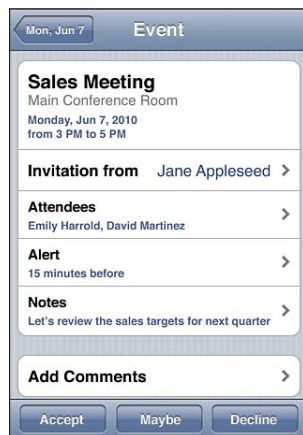 Mon, Jun 7 Event
Sales Meeting
Main Conference Room
Monday, Jun 7, 2010
from 3 PM to 5 PM
Invitation from Jane Appleseed
Attendees
Emily Harrold, David Martinez
Alert
15 minutes before
Notes
Let's review the sales targets for next quarter
Add Comments
Accept Maybe Decline